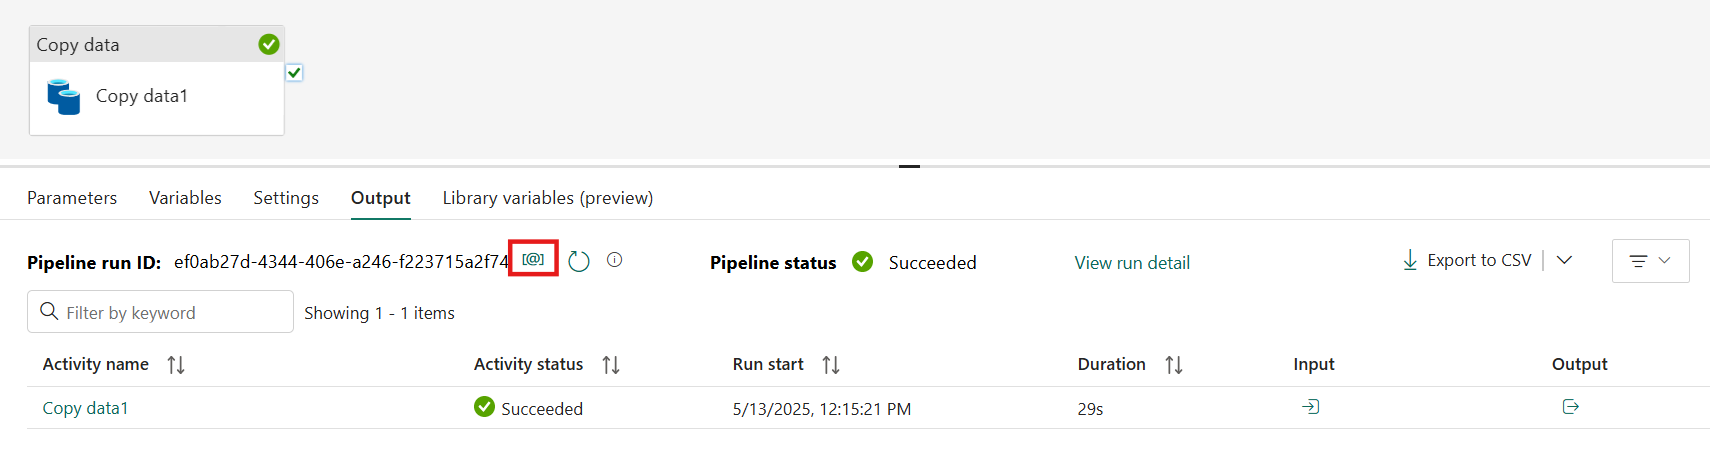 Copy data
Copy data1
Parameters Variables Settings Output Library variables (preview)
Pipeline run ID: ef0ab27d-4344-406e-a246-f223715a2f74 [@] Pipeline status Succeeded View run detail Export to CSV
Filter by keyword Showing 1 - 1 items
Activity name Activity status Run start Duration Input Output
Copy data1 Succeeded 5/13/2025, 12:15:21 PM 29s